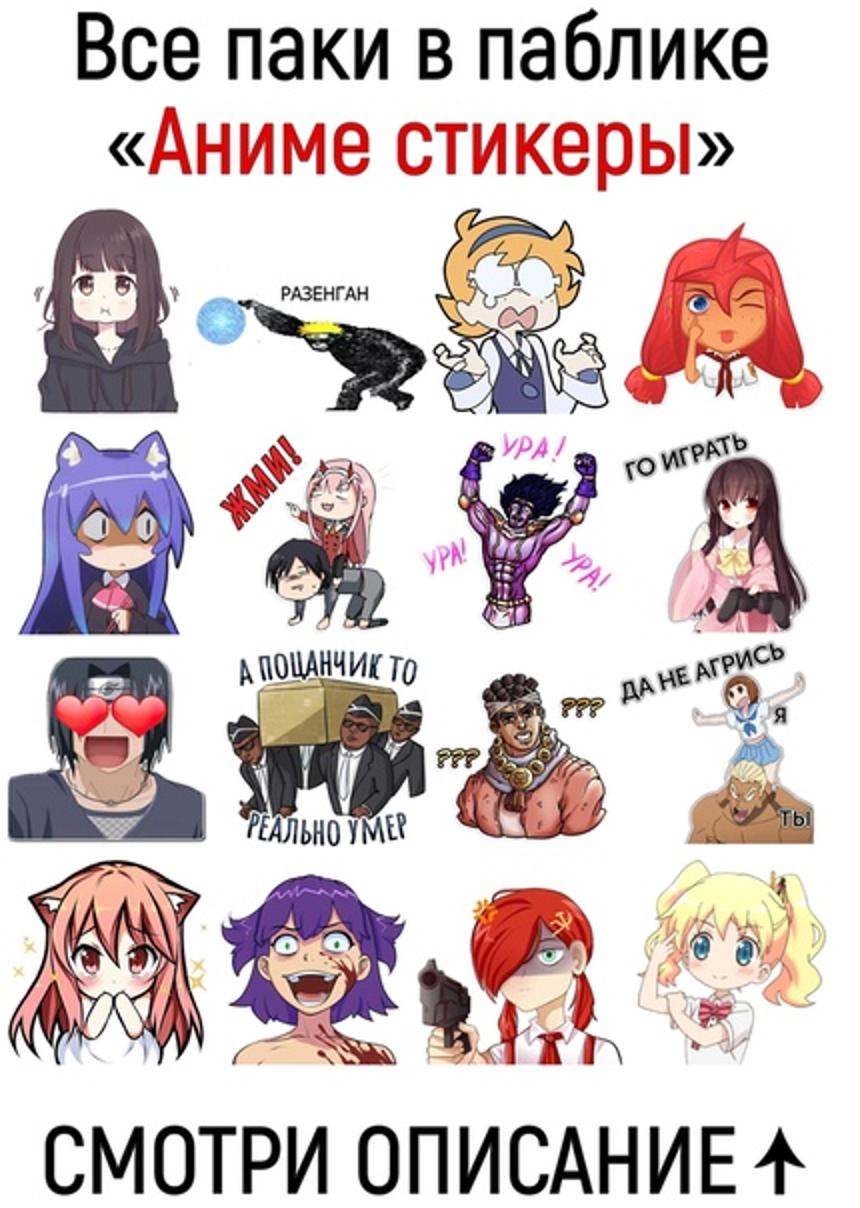 Все паки в паблике
«Аниме стикеры»
РАЗЕНГАН
ЖМИ!
УРА!
УРА!
УРА!
ГО ИГРАТЬ
А ПОЦАНЧИК ТО
РЕАЛЬНО УМЕР
???
???
ДА НЕ АГРИСЬ
Я
ТЫ
СМОТРИ ОПИСАНИЕ